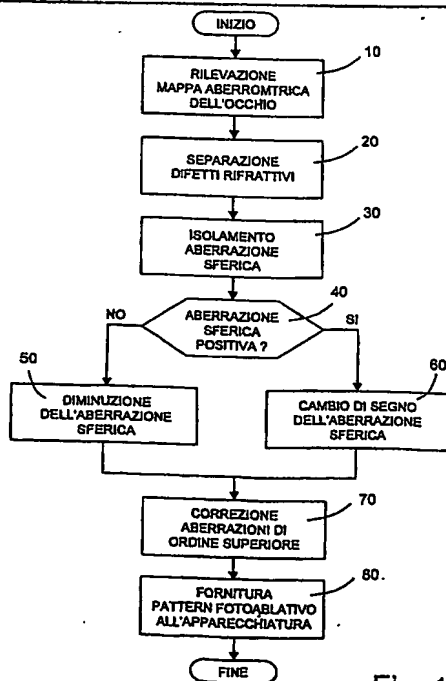 INIZIO
10
RILEVAZIONE
MAPPA ABERROMTRICA
DELL'OCCHIO
20
SEPARAZIONE
DIFETTI RIFRATTIVI
30
ISOLAMENTO
ABERRAZIONE
SFERICA
40
ABERRAZIONE
SFERICA
POSITIVA ?
NO
SI
50
DIMINUZIONE
DELL'ABERRAZIONE
SFERICA
60
CAMBIO DI SEGNO
DELL'ABERRAZIONE
SFERICA
70
CORREZIONE
ABERRAZIONI DI
ORDINE SUPERIORE
80.
FORNITURA
PATTERN FOTOABLATIVO
ALL'APPARECCHIATURA
FINE